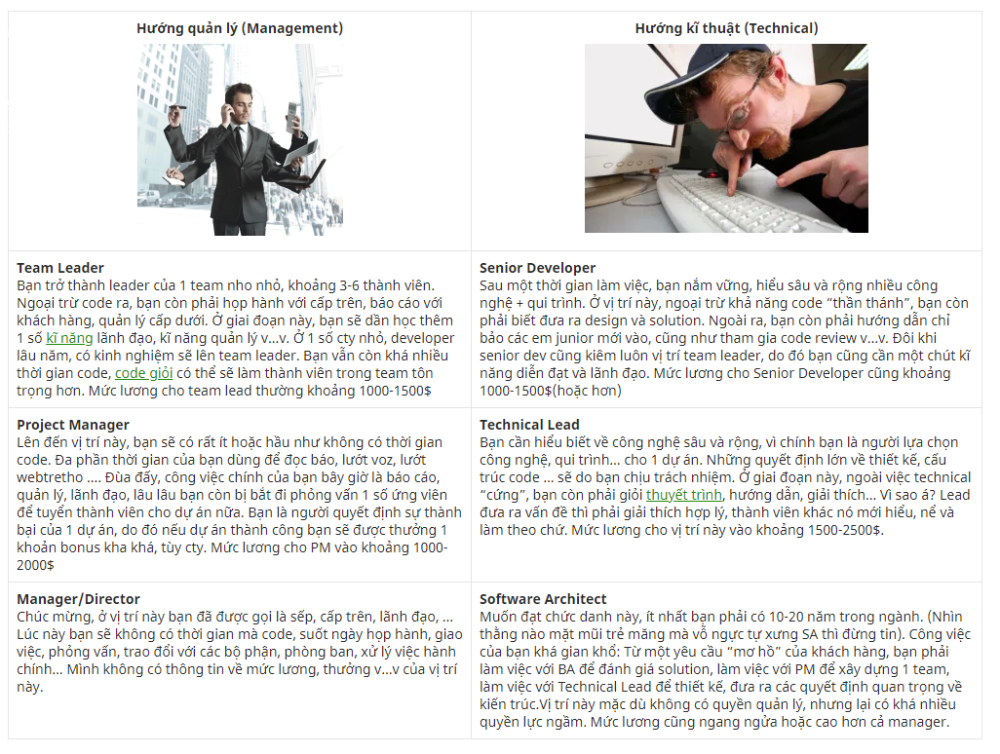 Hướng quản lý (Management)
Hướng kĩ thuật (Technical)
Team Leader
Bạn trở thành leader của 1 team nho nhỏ, khoảng 3-6 thành viên.
Ngoại trừ code ra, bạn còn phải họp hành với cấp trên, báo cáo với
khách hàng, quản lý cấp dưới. Ở giai đoạn này, bạn sẽ dần học thêm
1 số kĩ năng lãnh đạo, kĩ năng quản lý v...v. Ở 1 số cty nhỏ, developer
lâu năm, có kinh nghiệm sẽ lên team leader. Bạn vẫn còn khá nhiều
thời gian code, code giỏi có thể sẽ làm thành viên trong team tôn
trọng hơn. Mức lương cho team lead thường khoảng 1000-1500$
Senior Developer
Sau một thời gian làm việc, bạn nắm vững, hiểu sâu và rộng nhiều công
nghệ + qui trình. Ở vị trí này, ngoại trừ khả năng code “thần thánh”, bạn còn
phải biết đưa ra design và solution. Ngoài ra, bạn còn phải hướng dẫn chỉ
bảo các em junior mới vào, cũng như tham gia code review v...v. Đôi khi
senior dev cũng kiêm luôn vị trí team leader, do đó bạn cũng cần một chút kĩ
năng diễn đạt và lãnh đạo. Mức lương cho Senior Developer cũng khoảng
1000-1500$(hoặc hơn)
Project Manager
Lên đến vị trí này, bạn sẽ có rất ít hoặc hầu như không có thời gian
code. Đa phần thời gian của bạn dùng để đọc báo, lướt voz, lướt
webtretho .... Đùa đấy, công việc chính của bạn bây giờ là báo cáo,
quản lý, lãnh đạo, lâu lâu bạn còn bị bắt đi phỏng vấn 1 số ứng viên
để tuyển thành viên cho dự án nữa. Bạn là người quyết định sự thành
bại của 1 dự án, do đó nếu dự án thành công bạn sẽ được thưởng 1
khoản bonus kha khá, tùy cty. Mức lương cho PM vào khoảng 1000-
2000$
Technical Lead
Bạn cần hiểu biết về công nghệ sâu và rộng, vì chính bạn là người lựa chọn
công nghệ, qui trình... cho 1 dự án. Những quyết định lớn về thiết kế, cấu
trúc code ... sẽ do bạn chịu trách nhiệm. Ở giai đoạn này, ngoài việc technical
“cứng”, bạn còn phải giỏi thuyết trình, hướng dẫn, giải thích... Vì sao á? Lead
đưa ra vấn đề thì phải giải thích hợp lý, thành viên khác nó mới hiểu, nể và
làm theo chứ. Mức lương cho vị trí này vào khoảng 1500-2500$.
Manager/Director
Chúc mừng, ở vị trí này bạn đã được gọi là sếp, cấp trên, lãnh đạo, ...
Lúc này bạn sẽ không có thời gian mà code, suốt ngày họp hành, giao
việc, phỏng vấn, trao đổi với các bộ phận, phòng ban, xử lý việc hành
chính... Mình không có thông tin về mức lương, thưởng v...v của vị trí
này.
Software Architect
Muốn đạt chức danh này, ít nhất bạn phải có 10-20 năm trong ngành. (Nhìn
thằng nào mặt mũi trẻ măng mà vỗ ngực tự xưng SA thì đừng tin). Công việc
của bạn khá gian khổ: Từ một yêu cầu “mơ hồ” của khách hàng, bạn phải
làm việc với BA để đánh giá solution, làm việc với PM để xây dựng 1 team,
làm việc với Technical Lead để thiết kế, đưa ra các quyết định quan trọng về
kiến trúc.Vị trí này mặc dù không có quyền quản lý, nhưng lại có khá nhiều
quyền lực ngầm. Mức lương cũng ngang ngửa hoặc cao hơn cả manager.